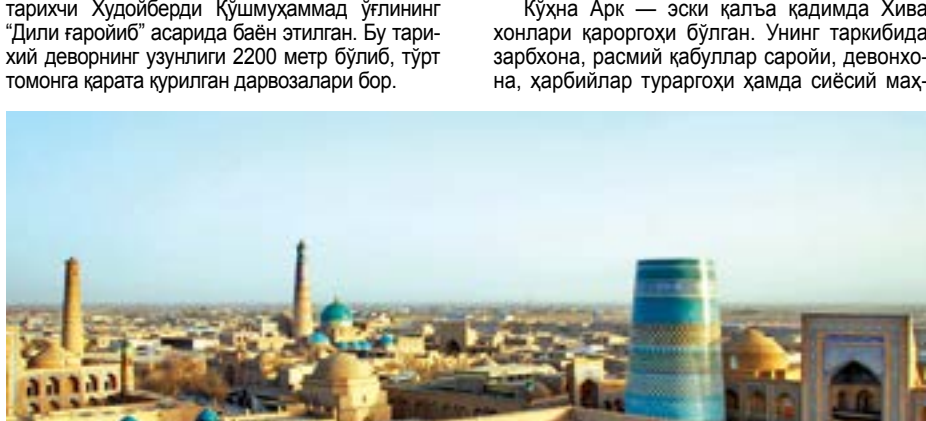 тарихчи Худойберди Қўшмуҳаммад ўғлининг
“Дили ғаройиб” асарида баён этилган. Бу тари-
хий деворнинг узунлиги 2200 метр бўлиб, тўрт
томонга қарата қурилган дарвозалари бор.
Кўҳна Арк — эски қалъа қадимда Хива
хонлари қароргоҳи бўлган. Унинг таркибида
зарбхона, расмий қабуллар саройи, девонхо-
на, ҳарбийлар тураргоҳи ҳамда сиёсий маҳ-